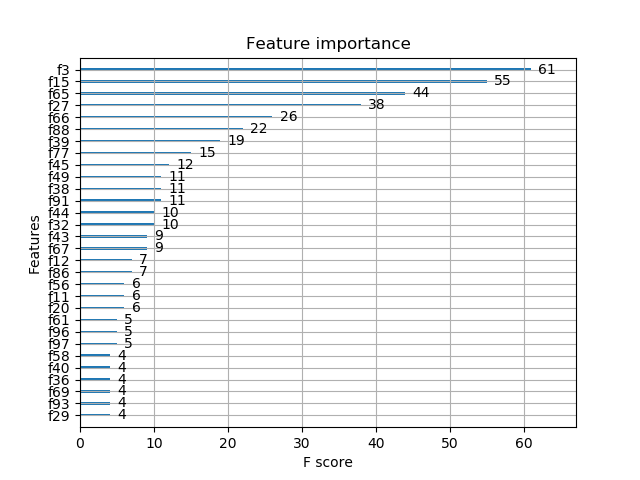 Feature importance
f3 61
f15 55
f65 44
f27 38
f66 26
f88 22
f39 19
f77 15
f45 12
f49 11
f38 11
f91 11
f44 10
f32 10
f43 9
f67 9
f12 7
f86 7
f56 6
f11 6
f20 6
f61 5
f96 5
f97 5
f58 4
f40 4
f36 4
f69 4
f93 4
f29 4
Features
0 10 20 30 40 50 60
F score